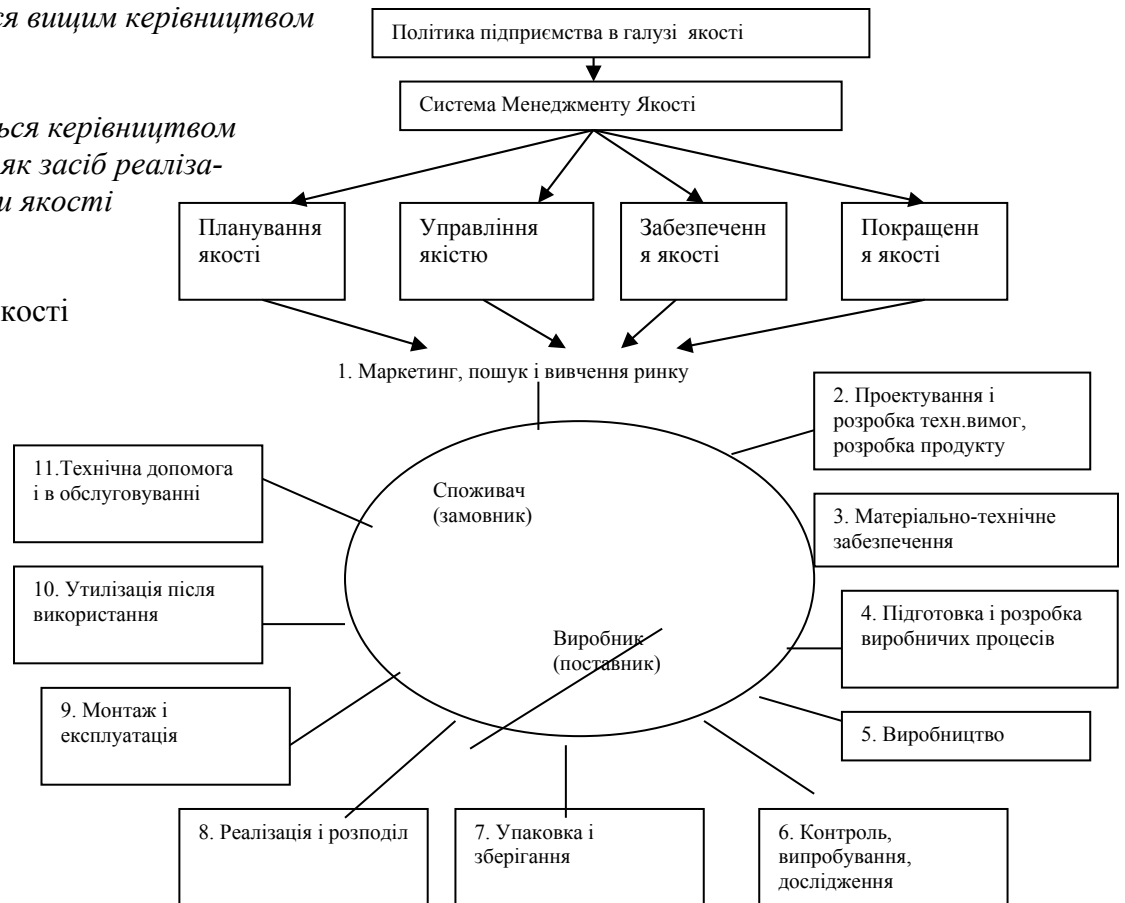 ся вищим керівництвом
Політика підприємства в галузі якості
Система Менеджменту Якості
ься керівництвом
як засіб реаліза-
и якості
Планування
якості
Управління
якістю
Забезпеченн
я якості
Покращенн
я якості
кості
1. Маркетинг, пошук і вивчення ринку
2. Проектування і
розробка техн.вимог,
розробка продукту
11.Технічна допомога
і в обслуговуванні
Споживач
(замовник)
3. Матеріально-технічне
забезпечення
10. Утилізація після
використання
4. Підготовка і розробка
виробничих процесів
Виробник
(поставник)
9. Монтаж і
експлуатація
5. Виробництво
8. Реалізація і розподіл
7. Упаковка і
зберігання
6. Контроль,
випробування,
дослідження